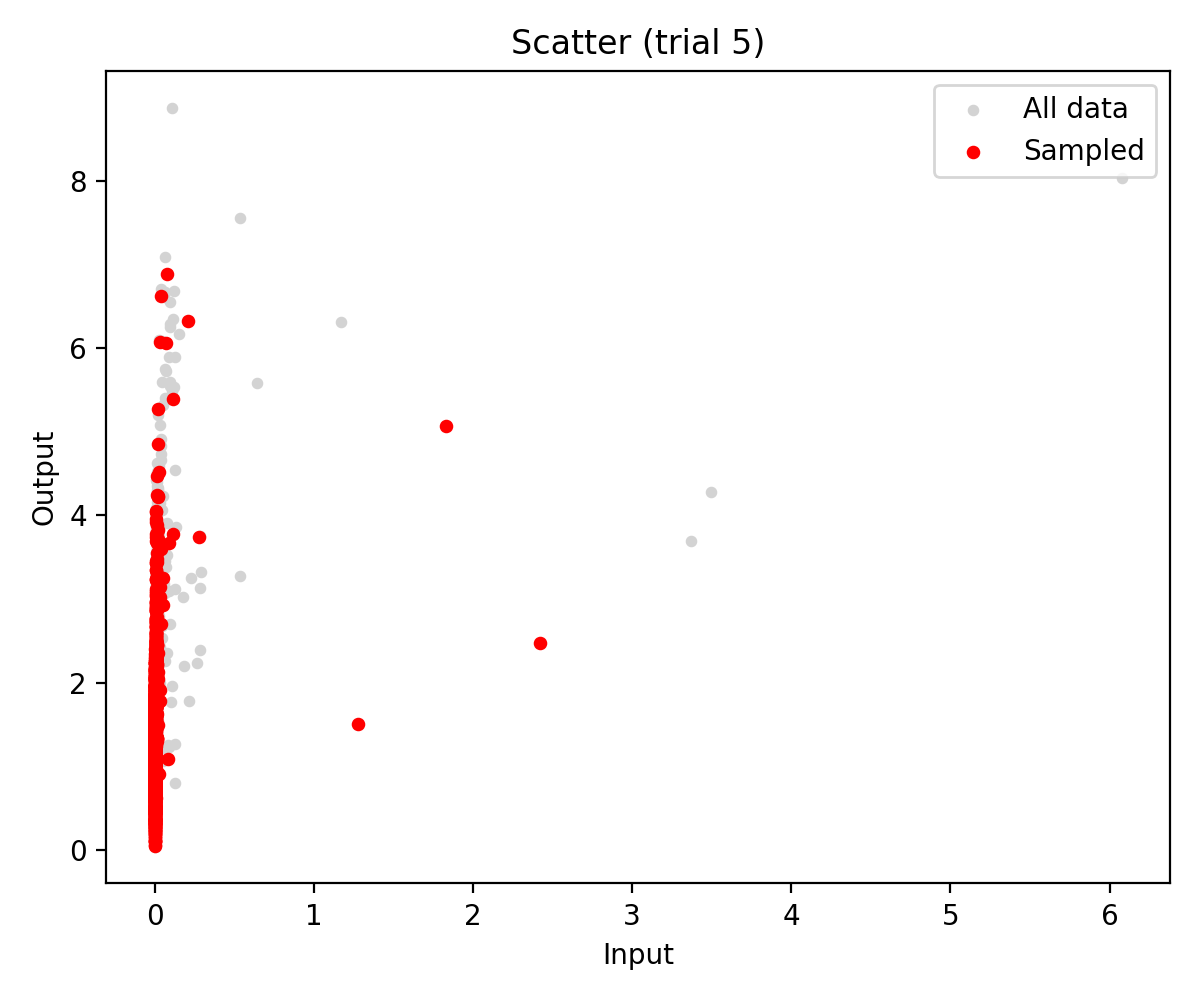 Scatter (trial 5)
All data
Sampled
8
6
4
2
0
Output
0 1 2 3 4 5 6
Input